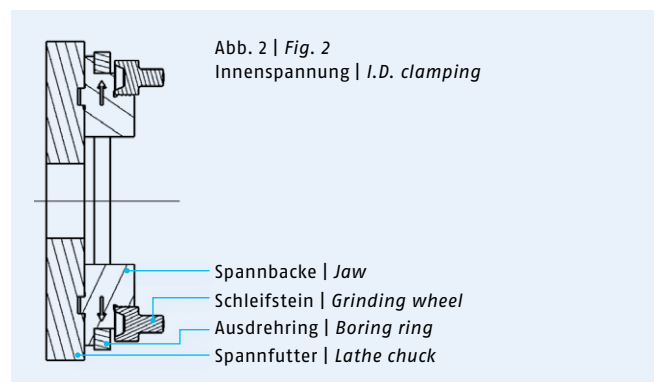 Abb. 2 | Fig. 2
Innenspannung | I.D. clamping
Spannbacke | Jaw
Schleifstein | Grinding wheel
Ausdrehring | Boring ring
Spannfutter | Lathe chuck